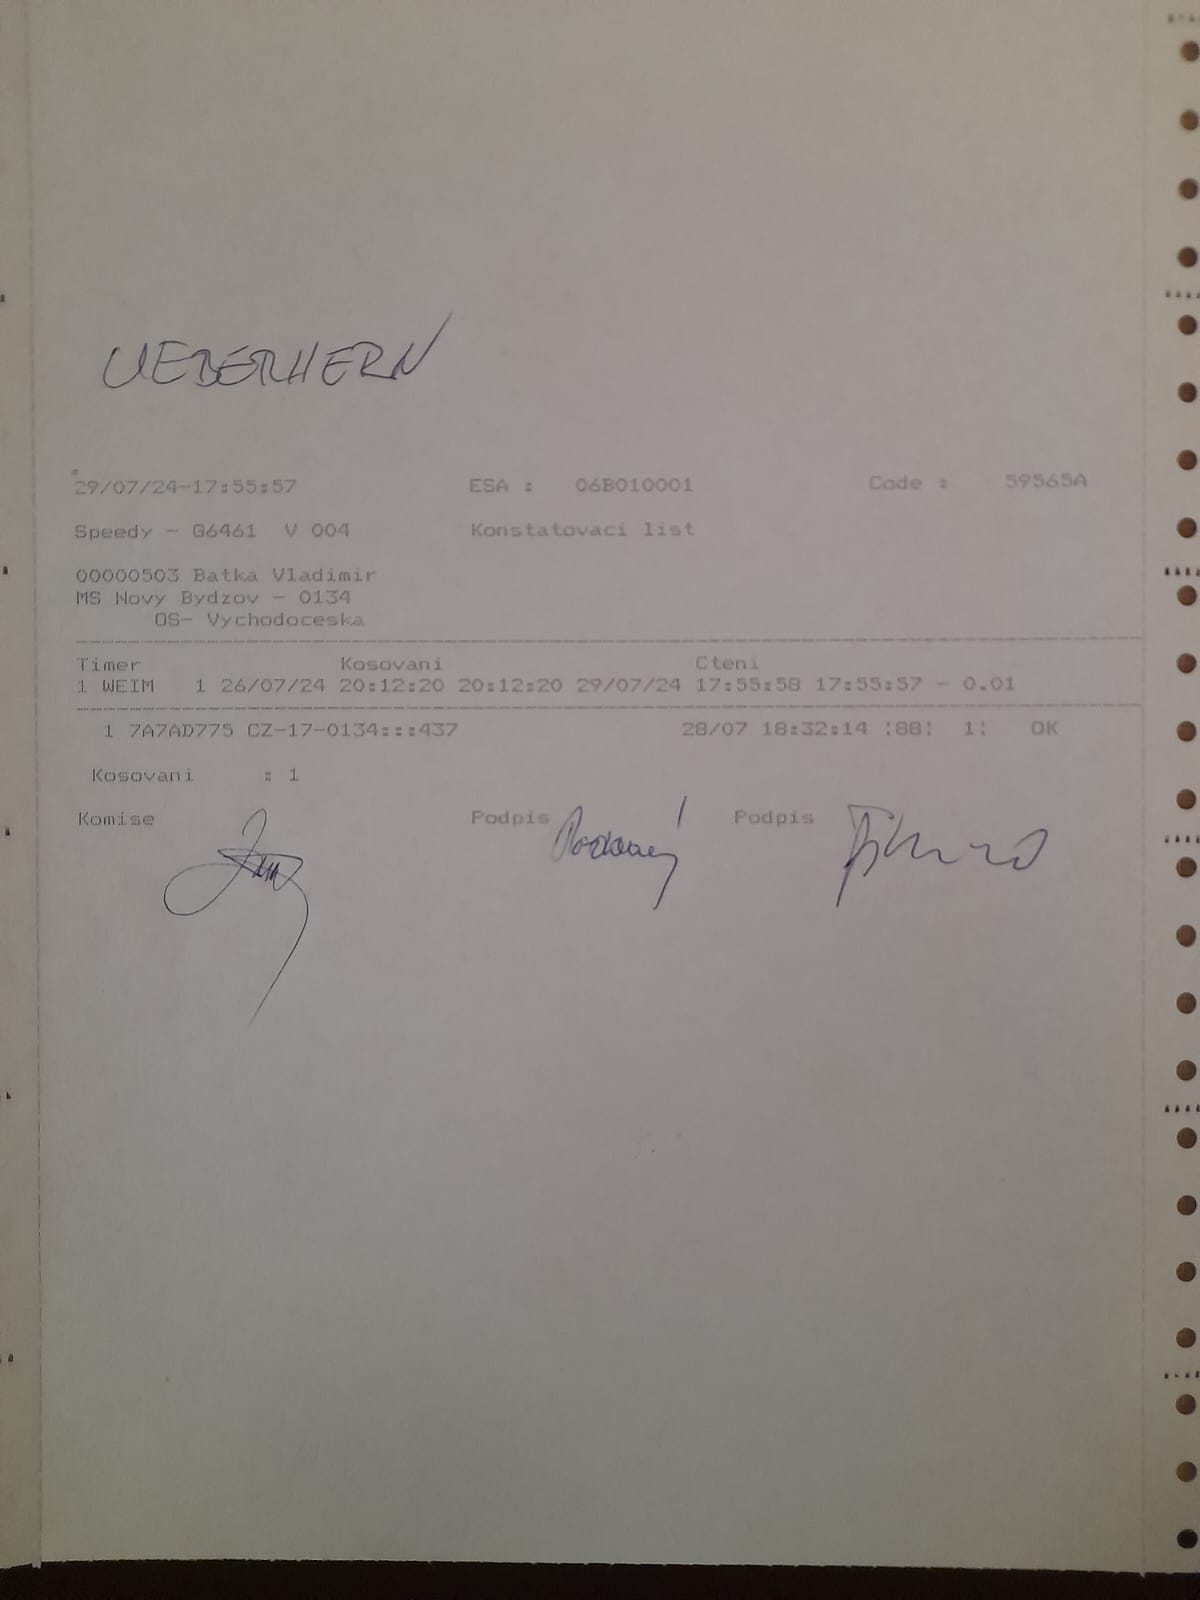 UEBERHERN
29/07/24-17:55:57 ESA : 06B010001 Code : 59565A
Speedy - G6461 V 004 Konstatovaci list
00000503 Batka Vladimir
MS Novy Bydzov - 0134
OS- Vychodoceska
Timer Kosovani Cteni
1 WEIM 1 26/07/24 20:12:20 20:12:20 29/07/24 17:55:58 17:55:57 - 0.01
1 7A7AD775 CZ-17-0134:::437 28/07 18:32:14 :88: 1: OK
Kosovani : 1
Komise Podpis Podpis